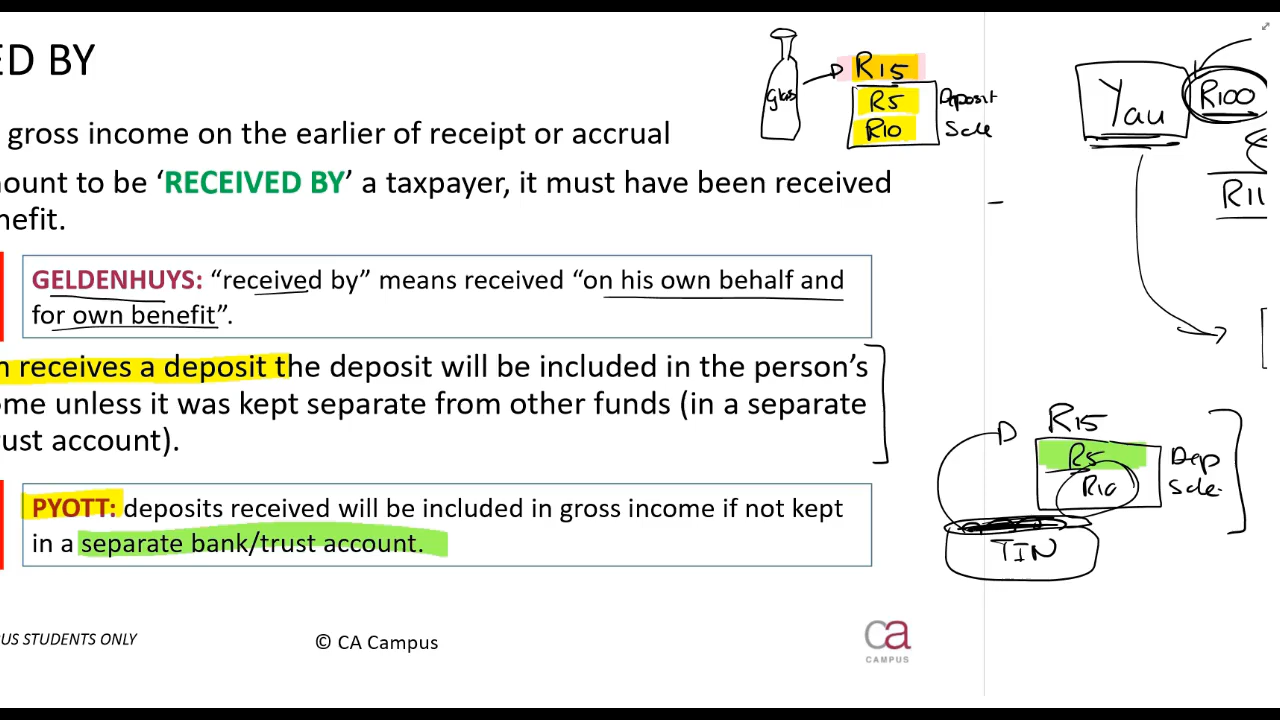 ED BY
gross income on the earlier of receipt or accrual
mount to be ‘RECEIVED BY’ a taxpayer, it must have been received
nefit.
GELDENHUYS: “received by” means received “on his own behalf and
for own benefit”.
n receives a deposit the deposit will be included in the person’s
ome unless it was kept separate from other funds (in a separate
rust account).
PYOTT: deposits received will be included in gross income if not kept
in a separate bank/trust account.
PUS STUDENTS ONLY
© CA Campus
ca
CAMPUS
glass
R15
R5 Deposit
R10 Sale
Yau
R100
R11
R15
R5 Dep
R10 Sale
TIN